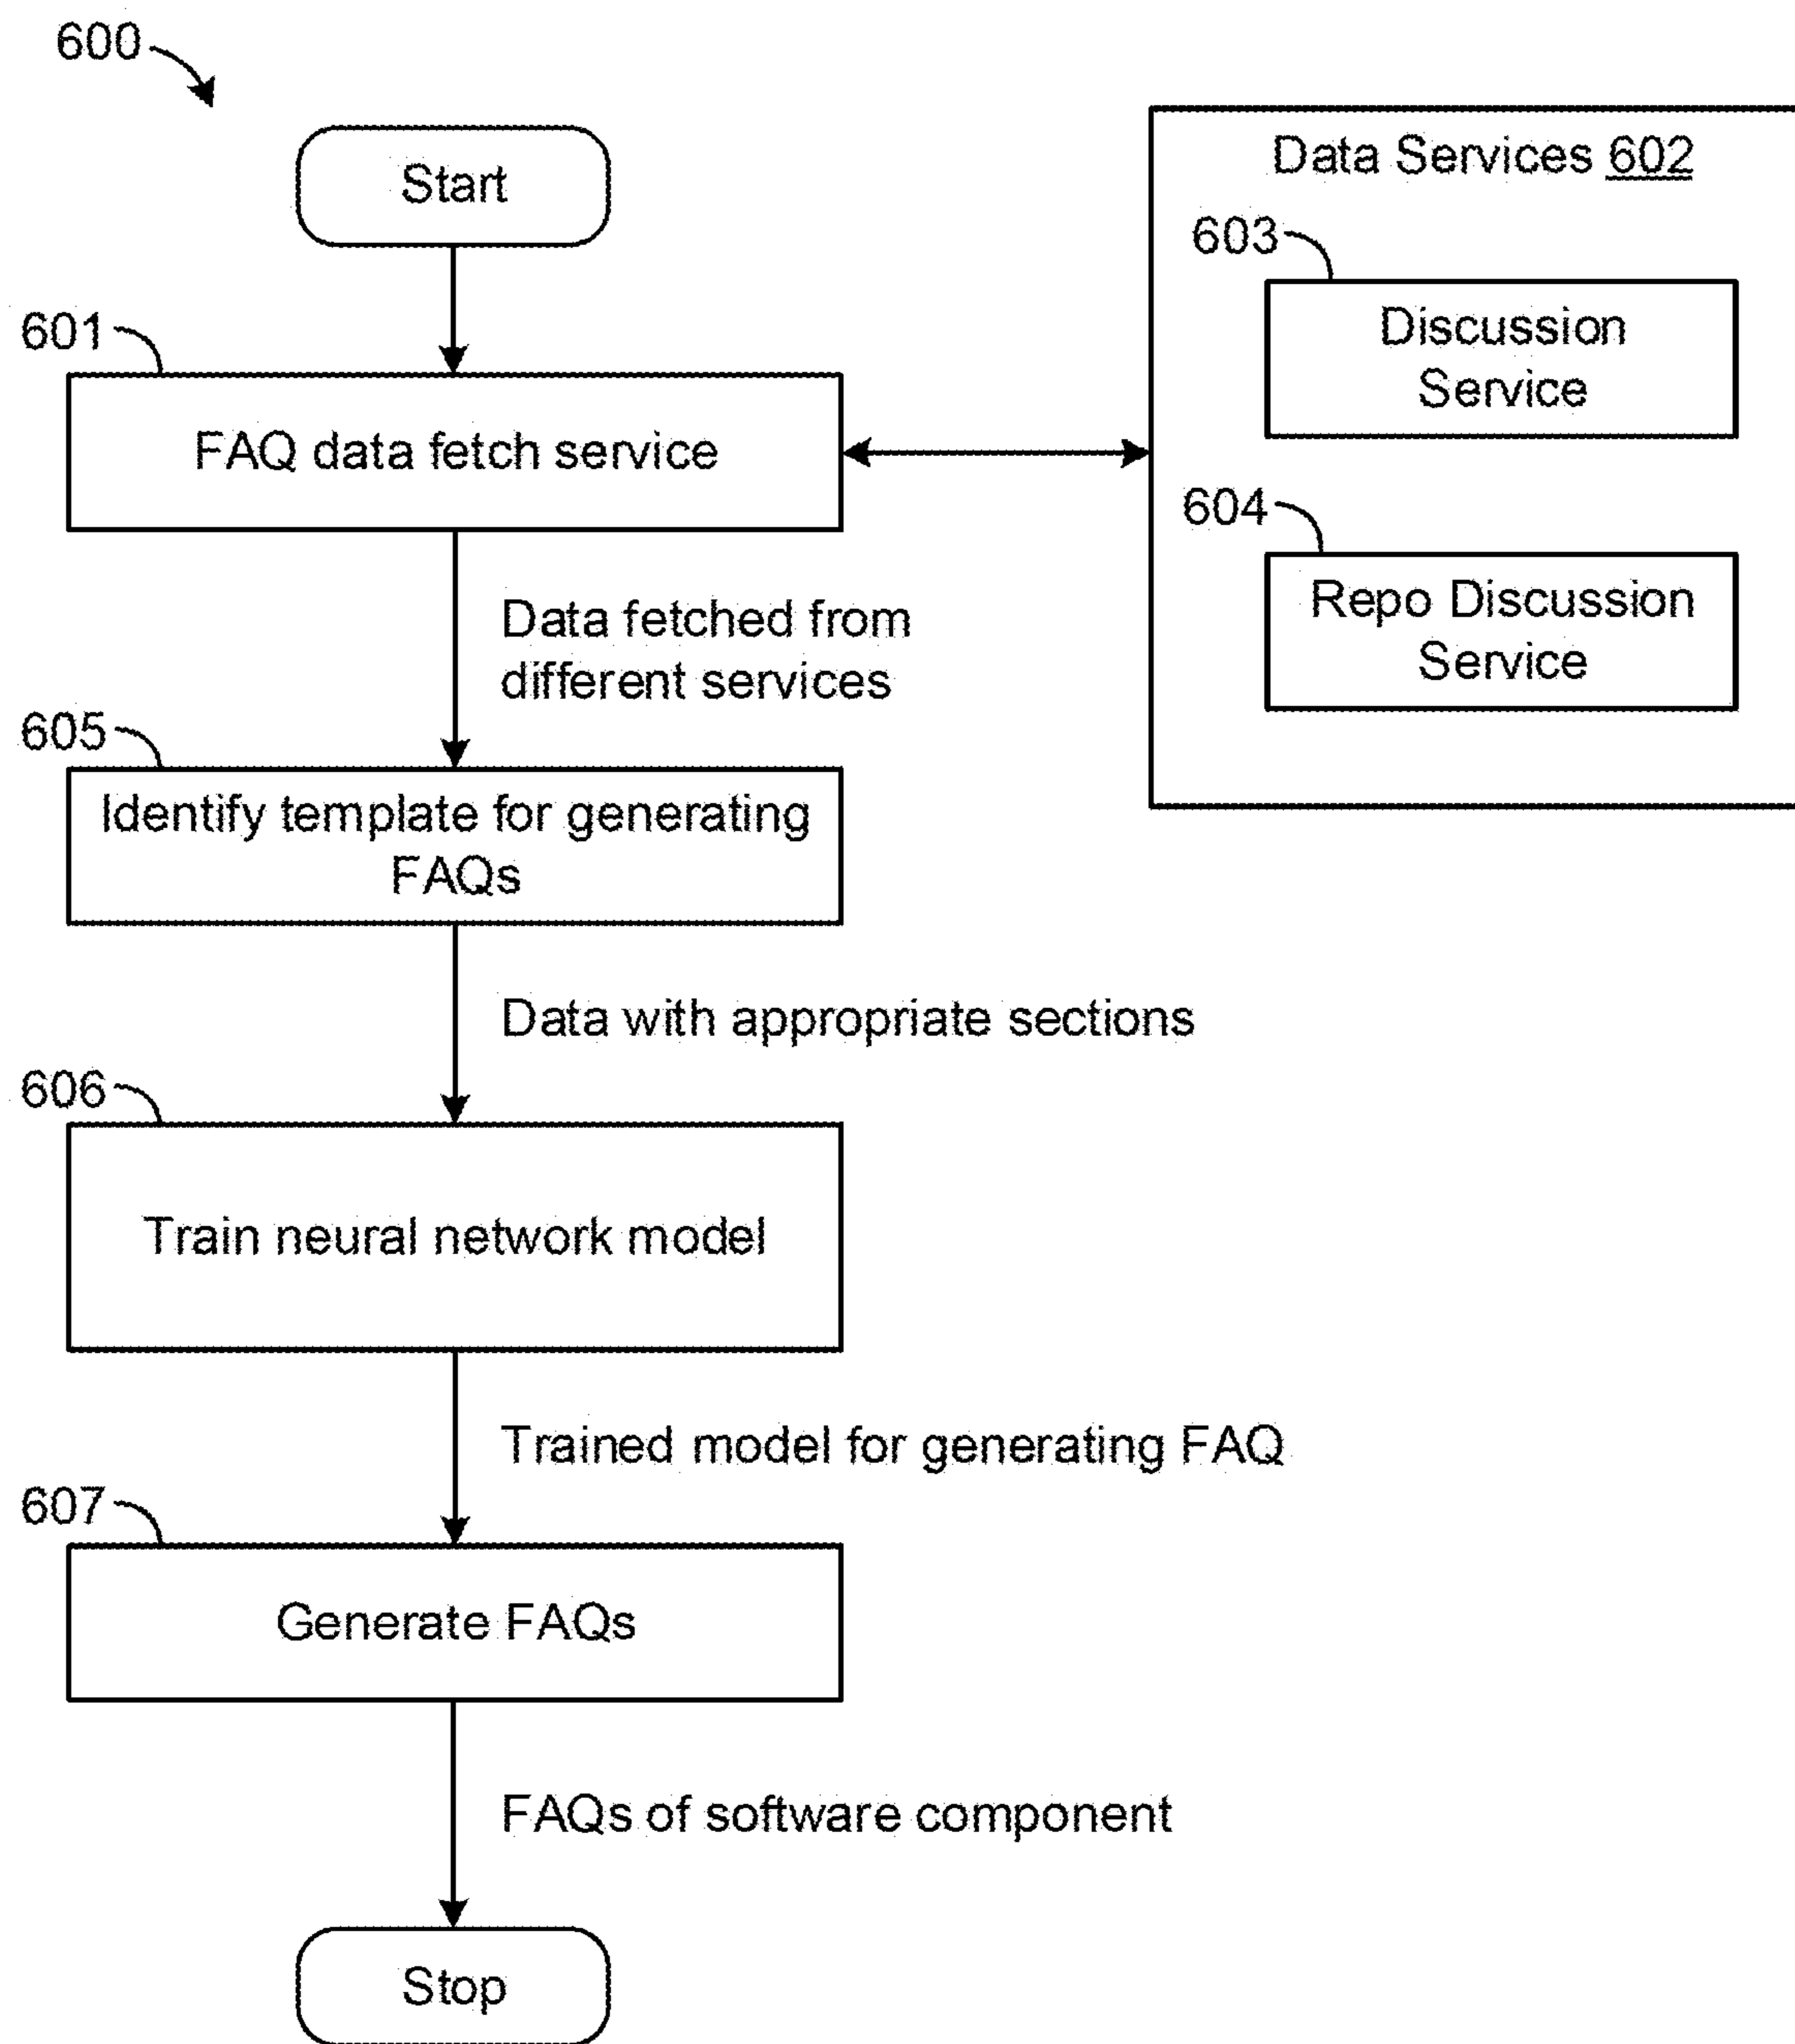 600
Start
Data Services 602
603
Discussion
Service
601
FAQ data fetch service
604
Repo Discussion
Service
Data fetched from
different services
605
Identify template for generating
FAQs
Data with appropriate sections
606
Train neural network model
Trained model for generating FAQ
607
Generate FAQs
FAQs of software component
Stop